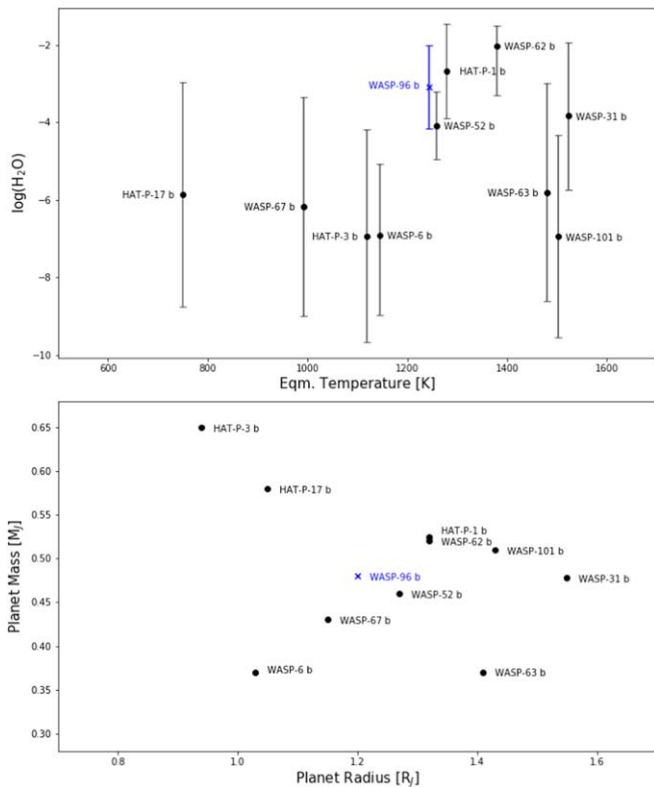 −2
−4
−6
−8
−10
log(H₂O)
WASP-62 b
HAT-P-1 b
WASP-96 b
WASP-52 b
WASP-31 b
HAT-P-17 b
WASP-67 b
WASP-63 b
HAT-P-3 b
WASP-6 b
WASP-101 b
600 800 1000 1200 1400 1600
Eqm. Temperature [K]
0.65
0.60
0.55
0.50
0.45
0.40
0.35
0.30
Planet Mass [M_J]
HAT-P-3 b
HAT-P-17 b
HAT-P-1 b
WASP-62 b
WASP-101 b
WASP-96 b
WASP-31 b
WASP-52 b
WASP-67 b
WASP-6 b
WASP-63 b
0.8 1.0 1.2 1.4 1.6
Planet Radius [R_J]